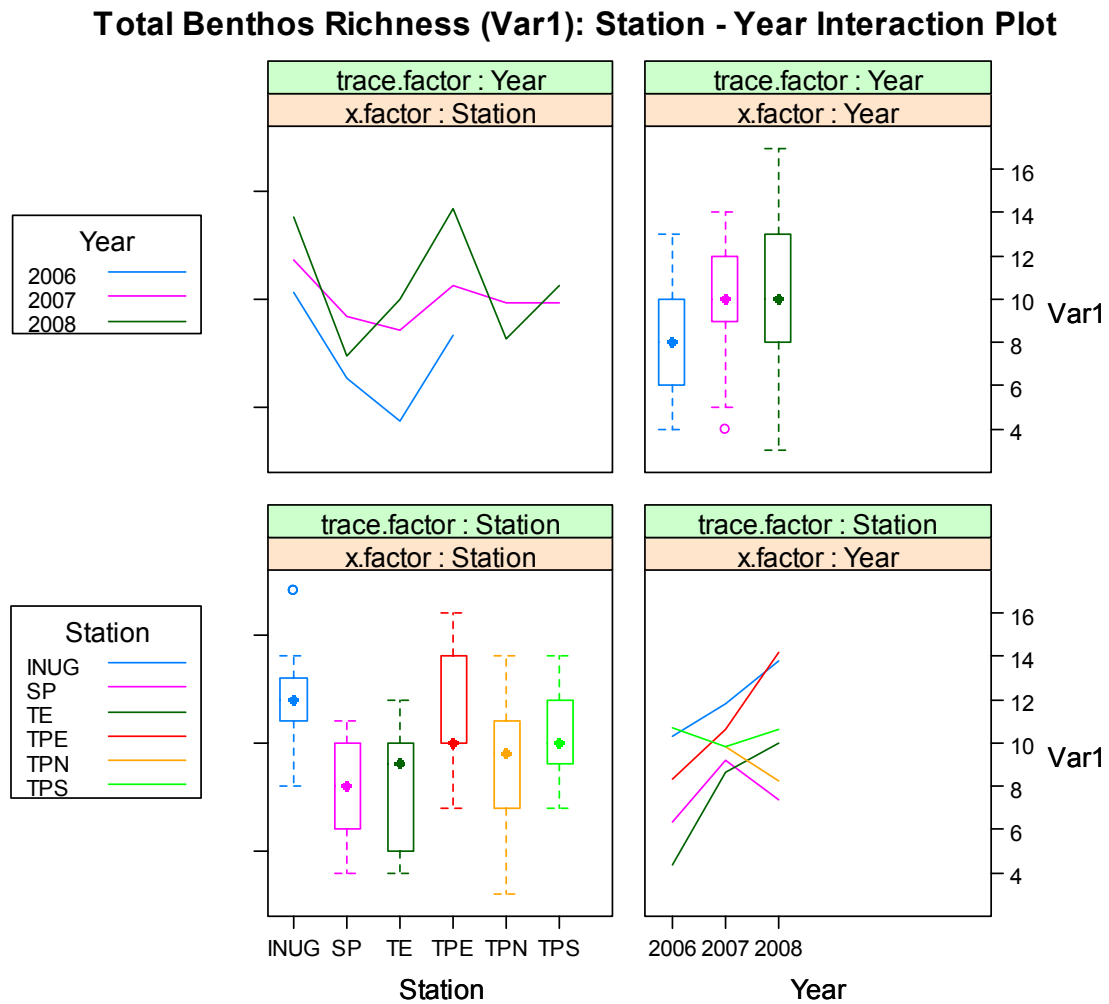 Total Benthos Richness (Var1): Station - Year Interaction Plot
trace.factor : Year
trace.factor : Year
x.factor : Station
x.factor : Year
Year
2006
2007
2008
16
14
12
10
8
6
4
Var1
trace.factor : Station
trace.factor : Station
x.factor : Station
x.factor : Year
Station
INUG
SP
TE
TPE
TPN
TPS
16
14
12
10
8
6
4
Var1
INUG SP TE TPE TPN TPS
2006 2007 2008
Station
Year